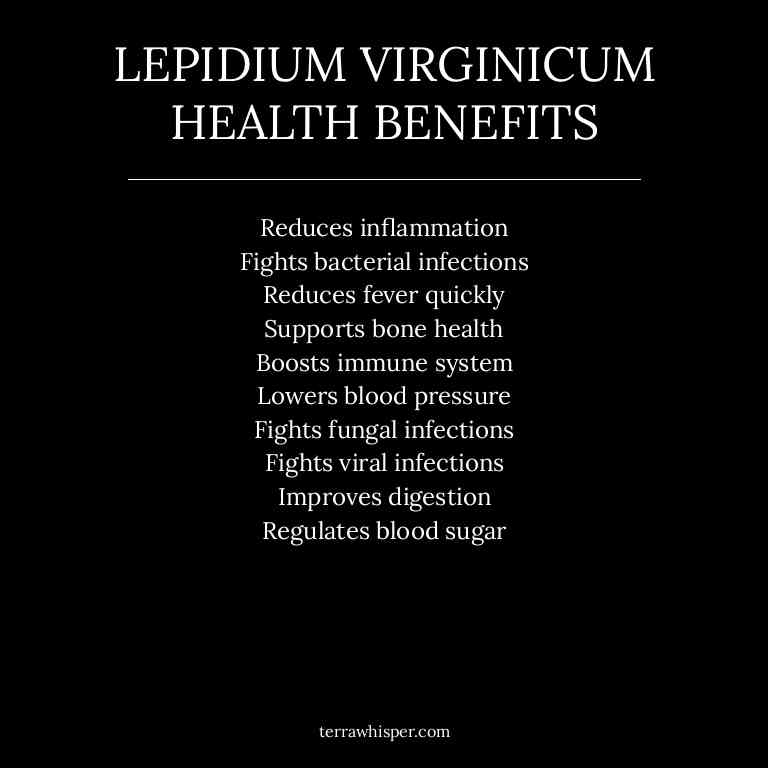 LEPIDIUM VIRGINICUM
HEALTH BENEFITS
Reduces inflammation
Fights bacterial infections
Reduces fever quickly
Supports bone health
Boosts immune system
Lowers blood pressure
Fights fungal infections
Fights viral infections
Improves digestion
Regulates blood sugar
terrawhisper.com